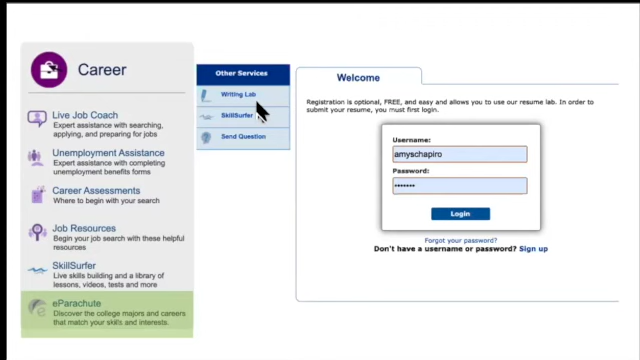 Career
Live Job Coach
Expert assistance with searching,
applying, and preparing for jobs
Unemployment Assistance
Expert assistance with completing
unemployment benefits forms
Career Assessments
Where to begin with your search
Job Resources
Begin your job search with these helpful
resources
SkillSurfer
Live skills building and a library of
lessons, videos, tests and more
eParachute
Discover the college majors and careers
that match your skills and interests.
Other Services
Writing Lab
SkillSurfer
Send Question
Welcome
Registration is optional, FREE, and easy and allows you to use our resume lab. In order to
submit your resume, you must first login.
Username:
amyschapiro
Password:
•••••••
Login
Forgot your password?
Don't have a username or password? Sign up